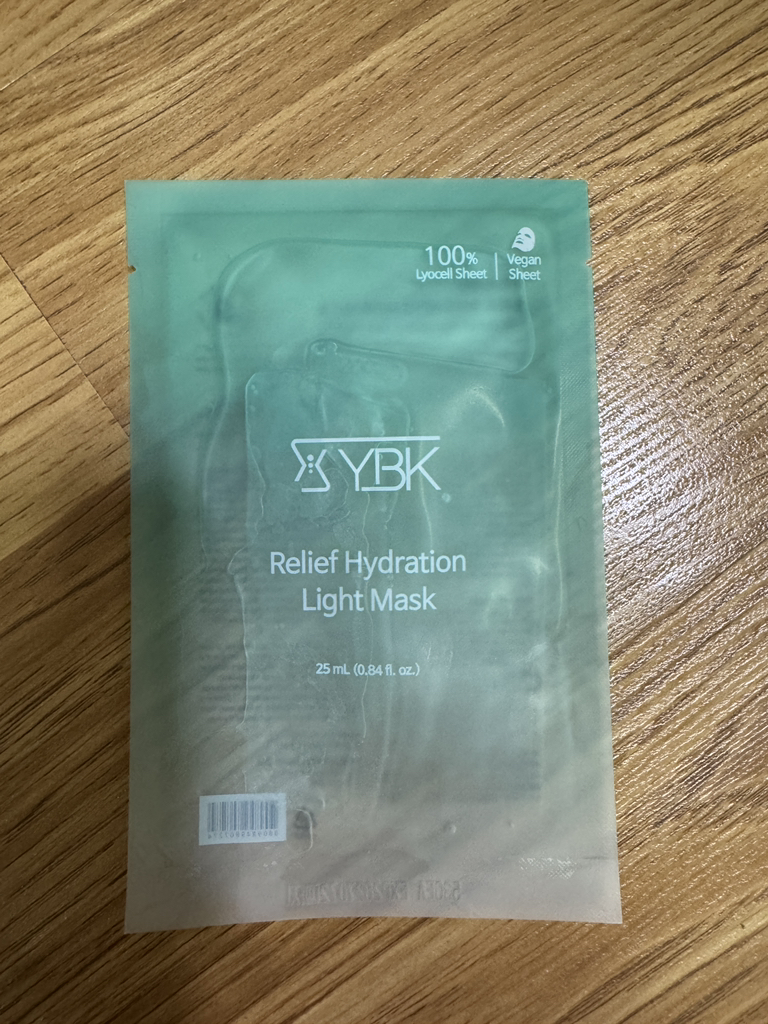 100%
Lyocell Sheet
Vegan
Sheet
YBK
Relief Hydration
Light Mask
25 mL (0.84 fl. oz.)